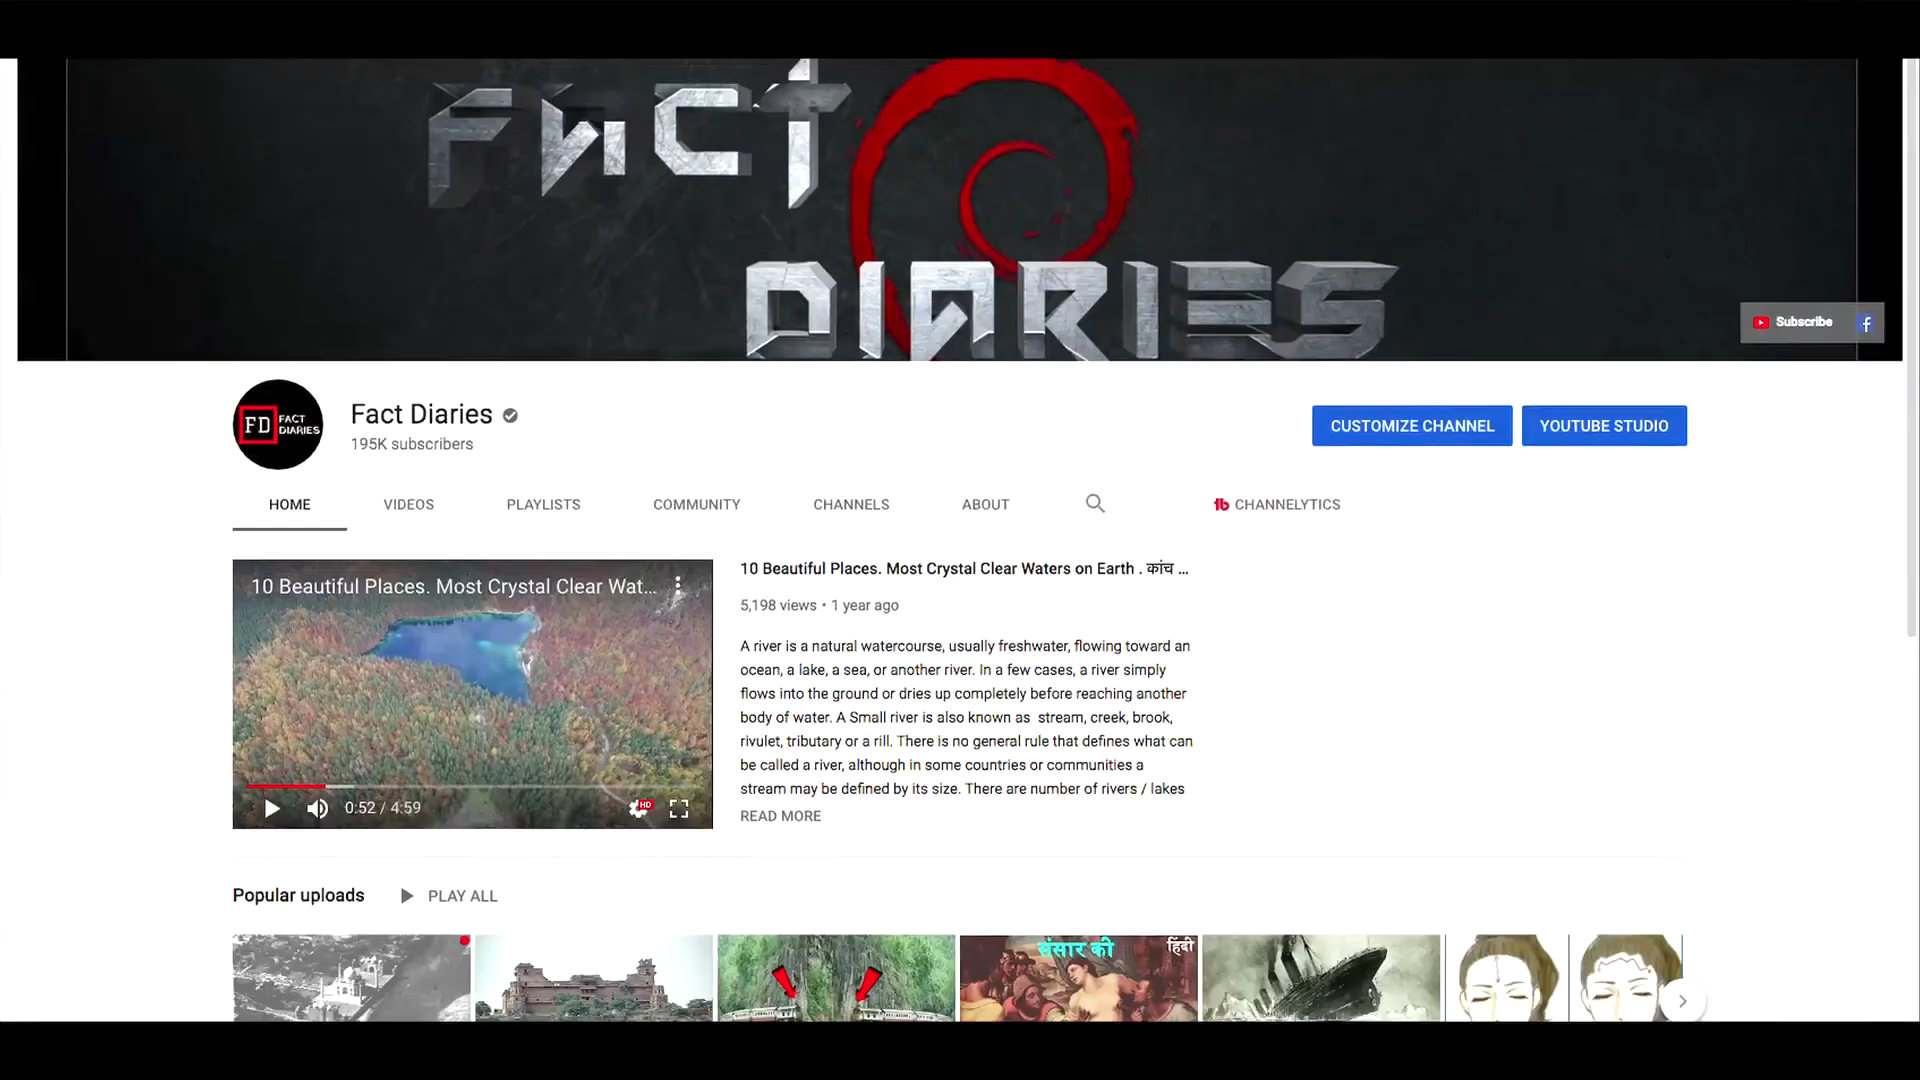 FACT
DIARIES
Subscribe
FD FACT DIARIES
Fact Diaries
195K subscribers
CUSTOMIZE CHANNEL
YOUTUBE STUDIO
HOME
VIDEOS
PLAYLISTS
COMMUNITY
CHANNELS
ABOUT
CHANNELYTICS
10 Beautiful Places. Most Crystal Clear Wat...
0:52 / 4:59
HD
10 Beautiful Places. Most Crystal Clear Waters on Earth . कांच ...
5,198 views • 1 year ago
A river is a natural watercourse, usually freshwater, flowing toward an
ocean, a lake, a sea, or another river. In a few cases, a river simply
flows into the ground or dries up completely before reaching another
body of water. A Small river is also known as stream, creek, brook,
rivulet, tributary or a rill. There is no general rule that defines what can
be called a river, although in some countries or communities a
stream may be defined by its size. There are number of rivers / lakes
READ MORE
Popular uploads
PLAY ALL
संसार की
हिंदी